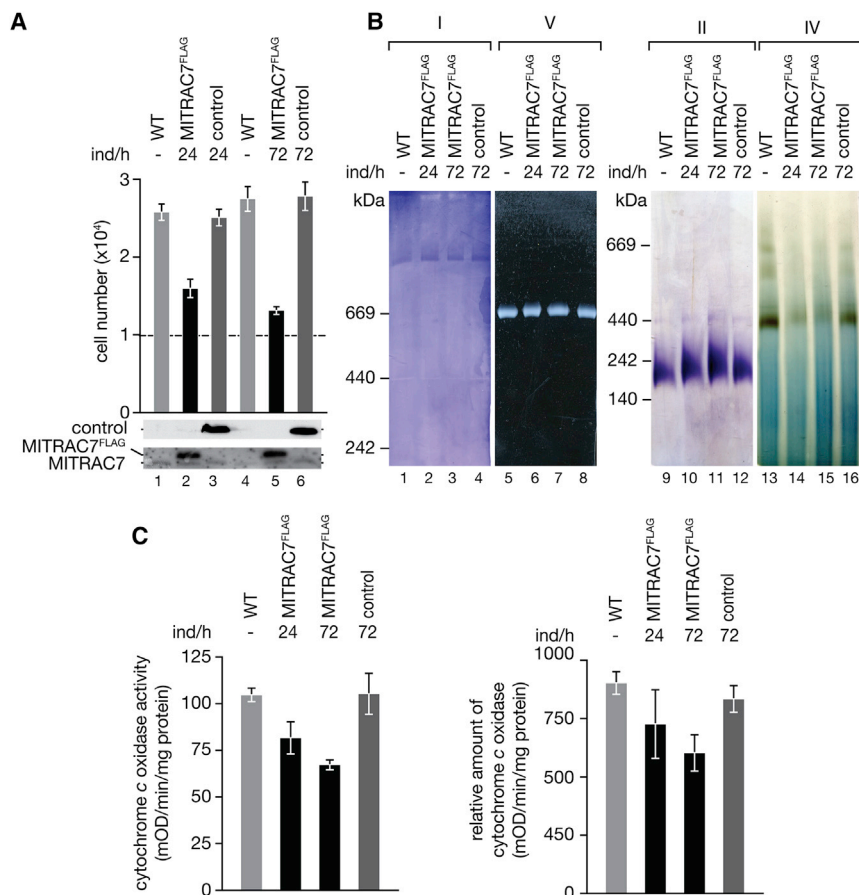 A
WT
MITRAC7FLAG
control
WT
MITRAC7FLAG
control
ind/h - 24 24 - 72 72
cell number (x10⁴)
3
2
1
0
control
MITRAC7FLAG
MITRAC7
1 2 3 4 5 6
B
I V II IV
WT
MITRAC7FLAG
MITRAC7FLAG
control
WT
MITRAC7FLAG
MITRAC7FLAG
control
WT
MITRAC7FLAG
MITRAC7FLAG
control
WT
MITRAC7FLAG
MITRAC7FLAG
control
ind/h - 24 72 72 - 24 72 72
ind/h - 24 72 72 - 24 72 72
kDa
669
440
242
kDa
669
440
242
140
1 2 3 4 5 6 7 8
9 10 11 12 13 14 15 16
C
WT
MITRAC7FLAG
MITRAC7FLAG
control
ind/h - 24 72 72
cytochrome c oxidase activity
(mOD/min/mg protein)
125
100
75
50
25
0
WT
MITRAC7FLAG
MITRAC7FLAG
control
ind/h - 24 72 72
relative amount of
cytochrome c oxidase
(mOD/min/mg protein)
1000
750
500
450
0